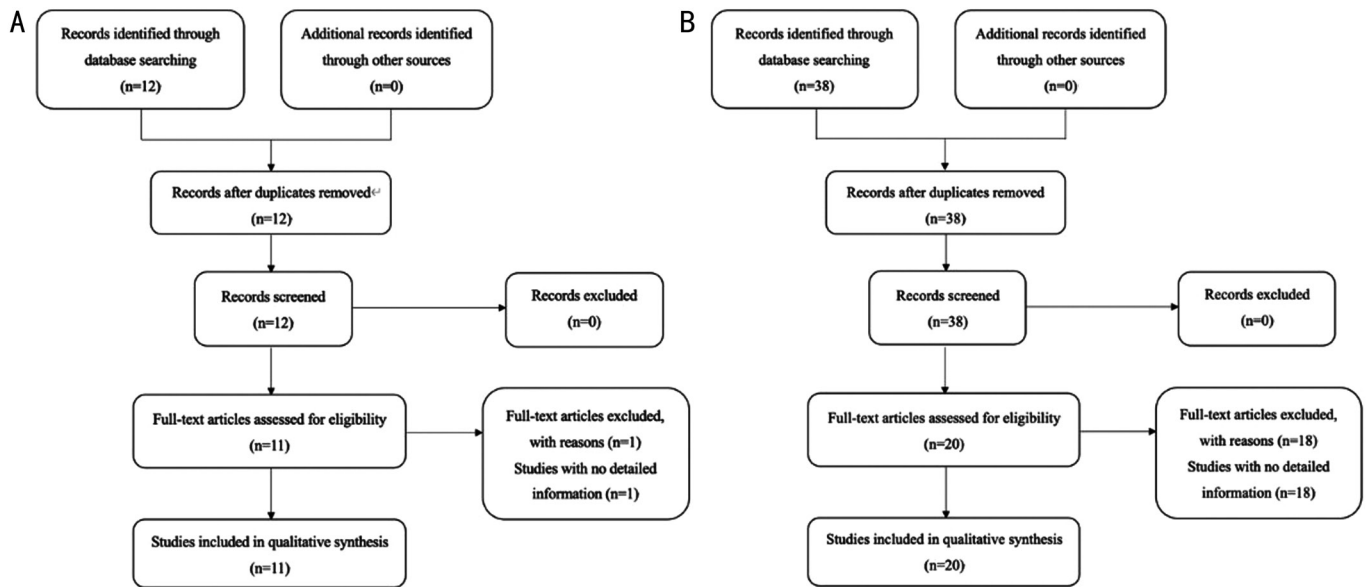 A
Records identified through
database searching
(n=12)
Additional records identified
through other sources
(n=0)
Records after duplicates removed↵
(n=12)
Records screened
(n=12)
Records excluded
(n=0)
Full-text articles assessed for eligibility
(n=11)
Full-text articles excluded,
with reasons (n=1)
Studies with no detailed
information (n=1)
Studies included in qualitative synthesis
(n=11)
B
Records identified through
database searching
(n=38)
Additional records identified
through other sources
(n=0)
Records after duplicates removed
(n=38)
Records screened
(n=38)
Records excluded
(n=0)
Full-text articles assessed for eligibility
(n=20)
Full-text articles excluded,
with reasons (n=18)
Studies with no detailed
information (n=18)
Studies included in qualitative synthesis
(n=20)